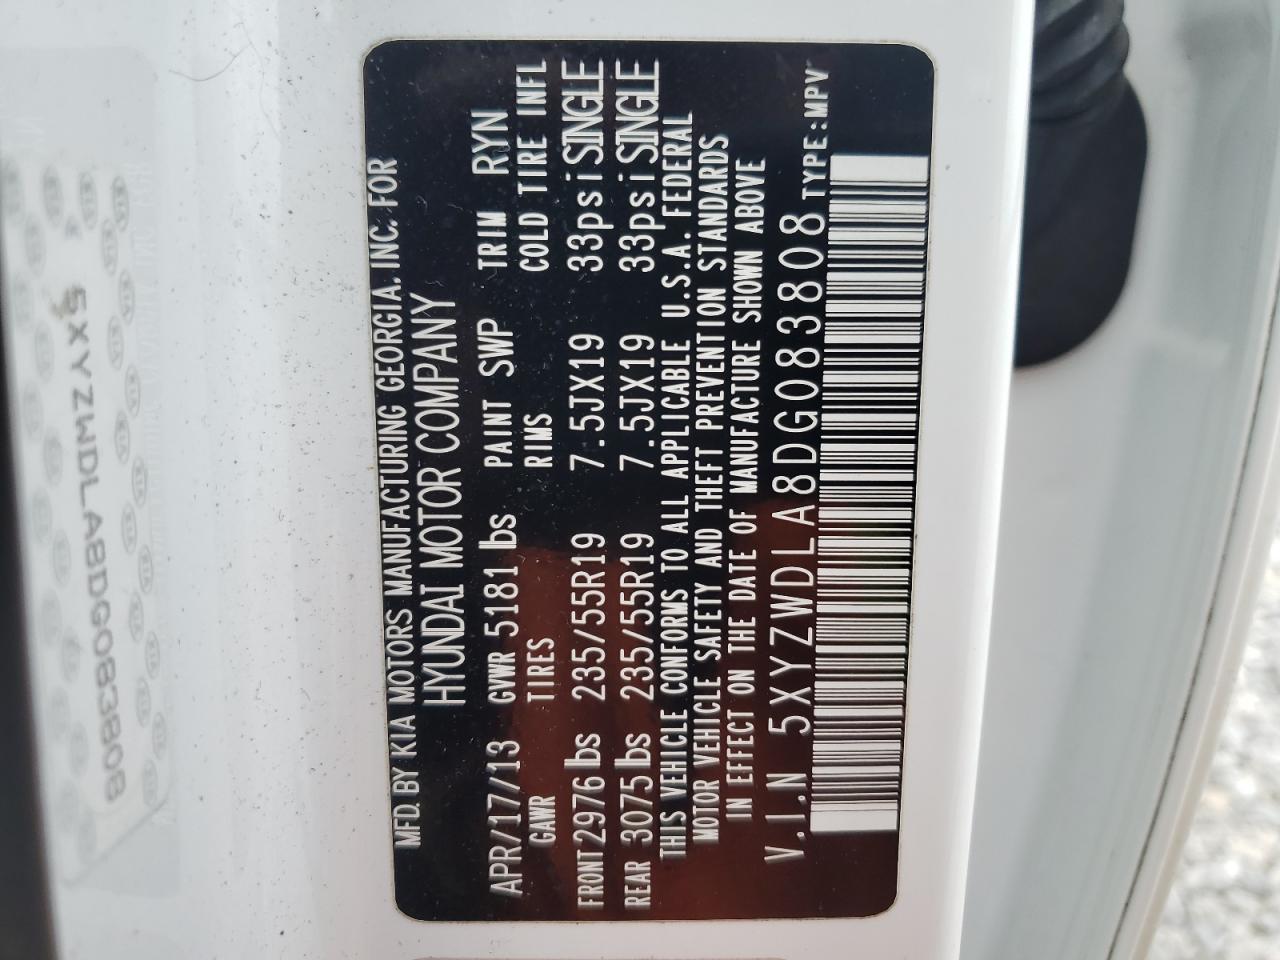 MFD. BY KIA MOTORS MANUFACTURING GEORGIA, INC. FOR
HYUNDAI MOTOR COMPANY
APR/17/13 GVWR 5181 lbs PAINT SWP TRIM RYN
GAWR TIRES RIMS COLD TIRE INFL
FRONT 2976 lbs 235/55R19 7.5JX19 33psi SINGLE
REAR 3075 lbs 235/55R19 7.5JX19 33psi SINGLE
THIS VEHICLE CONFORMS TO ALL APPLICABLE U.S.A. FEDERAL
MOTOR VEHICLE SAFETY AND THEFT PREVENTION STANDARDS
IN EFFECT ON THE DATE OF MANUFACTURE SHOWN ABOVE
V.I.N 5XYZWDLA8DG083808 TYPE:MPV
5XYZWDLA8DG083808